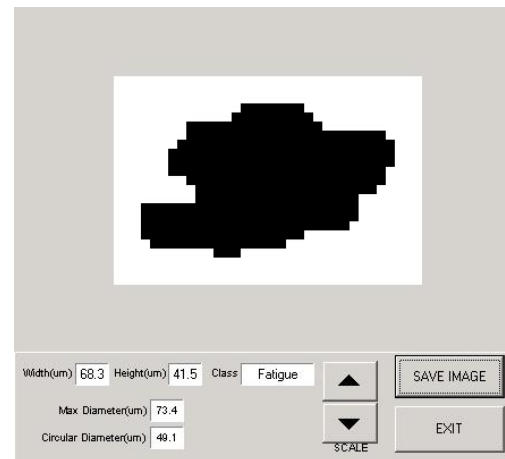 Width(um) 68.3 Height(um) 41.5 Class Fatigue
SAVE IMAGE
Max Diameter(um) 73.4
Circular Diameter(um) 49.1
EXIT
SCALE